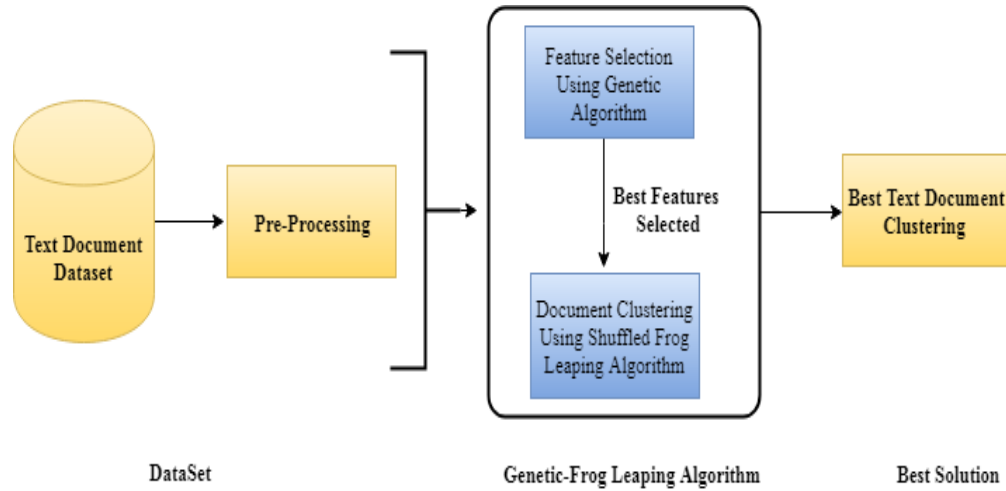 Text Document
Dataset
Pre-Processing
Feature Selection
Using Genetic
Algorithm
Best Features
Selected
Document Clustering
Using Shuffled Frog
Leaping Algorithm
Best Text Document
Clustering
DataSet
Genetic-Frog Leaping Algorithm
Best Solution